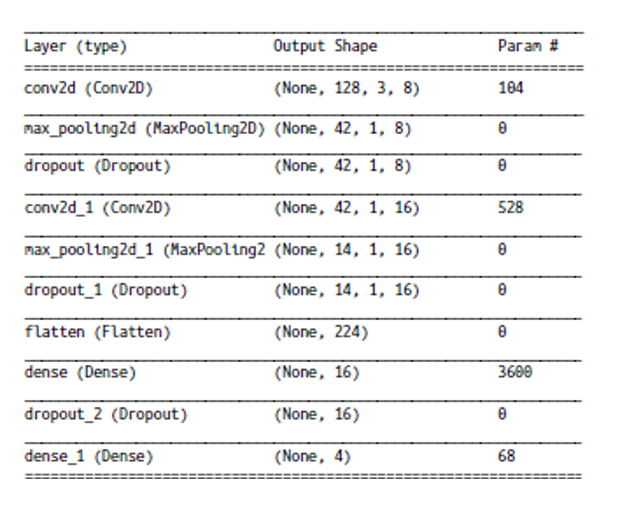 Layer (type) Output Shape Param #
conv2d (Conv2D) (None, 128, 3, 8) 104
max_pooling2d (MaxPooling2D) (None, 42, 1, 8) 0
dropout (Dropout) (None, 42, 1, 8) 0
conv2d_1 (Conv2D) (None, 42, 1, 16) 528
max_pooling2d_1 (MaxPooling2 (None, 14, 1, 16) 0
dropout_1 (Dropout) (None, 14, 1, 16) 0
flatten (Flatten) (None, 224) 0
dense (Dense) (None, 16) 3600
dropout_2 (Dropout) (None, 16) 0
dense_1 (Dense) (None, 4) 68